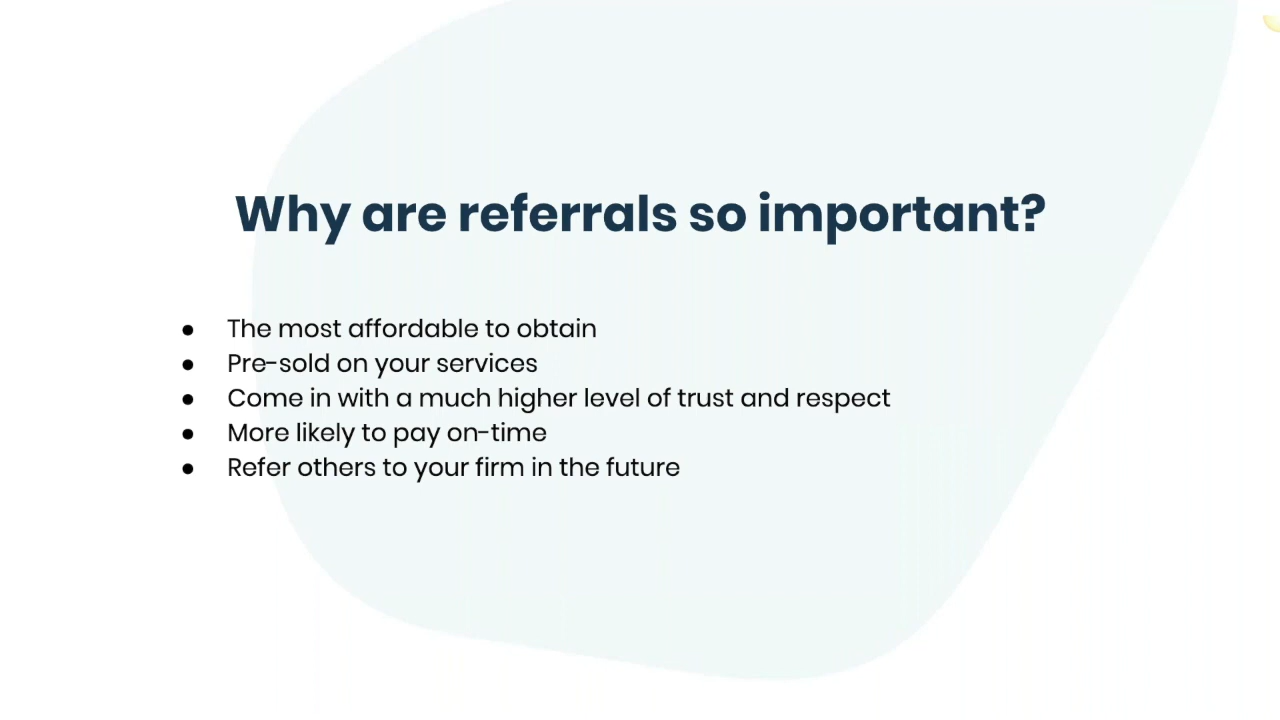 Why are referrals so important?
● The most affordable to obtain
● Pre-sold on your services
● Come in with a much higher level of trust and respect
● More likely to pay on-time
● Refer others to your firm in the future